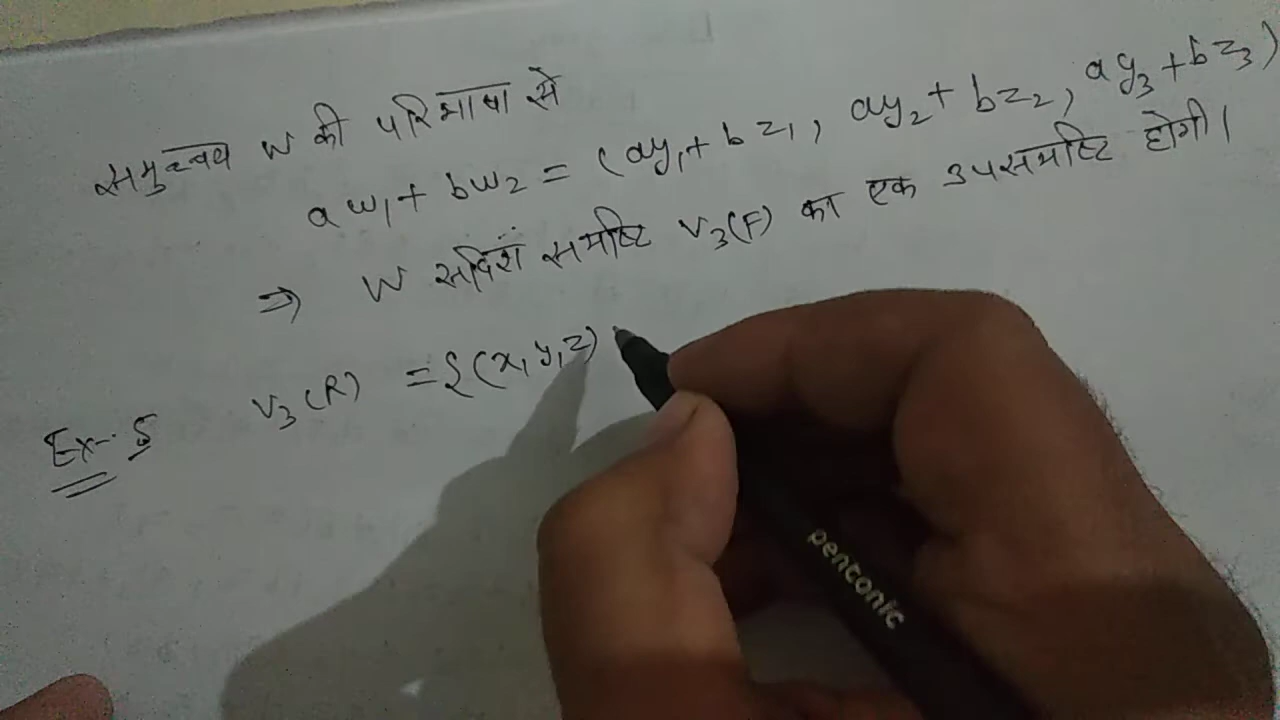 समुच्चय W की परिभाषा से
aw₁ + bw₂ = (ay₁ + bz₁, ay₂ + bz₂, ay₃ + bz₃)
⇒ W सदिश समष्टि V₃(F) का एक उपसमष्टि होगी।
Ex-5 V₃(R) = {(x, y, z)
pentonic